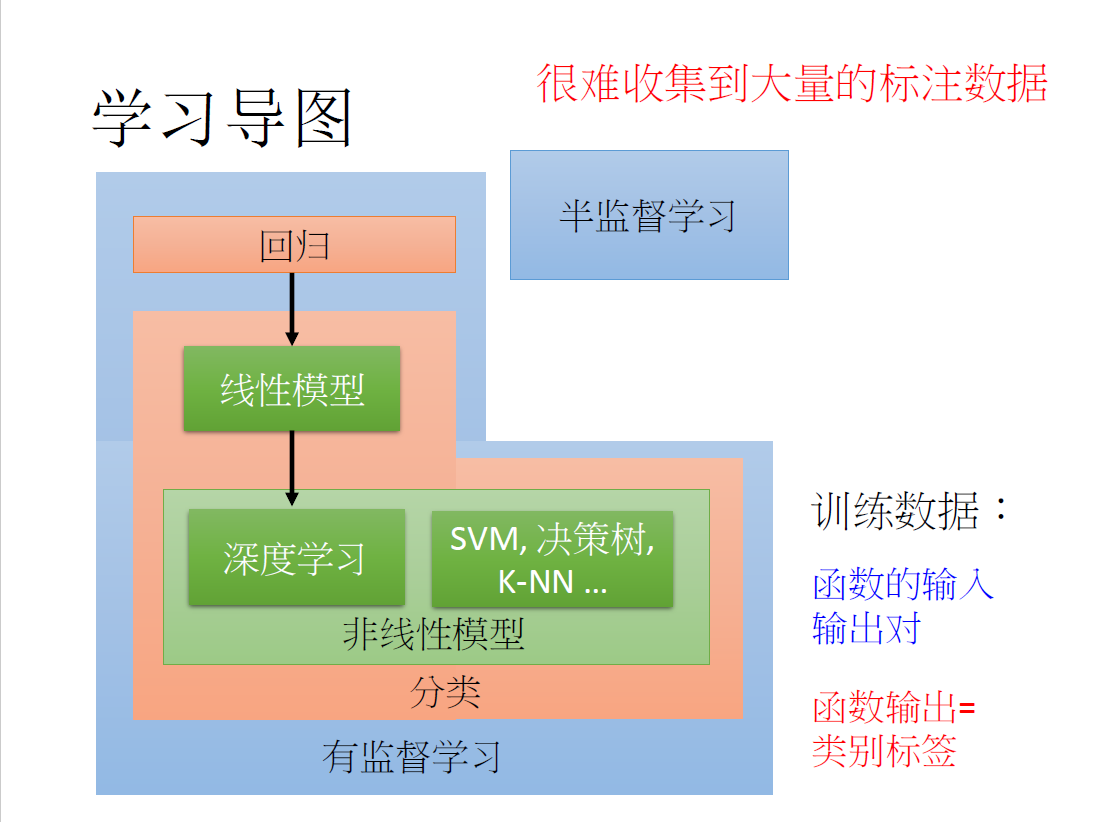 很难收集到大量的标注数据
学习导图
半监督学习
回归
线性模型
深度学习
SVM, 决策树,
K-NN ...
非线性模型
分类
有监督学习
训练数据：
函数的输入
输出对
函数输出=
类别标签